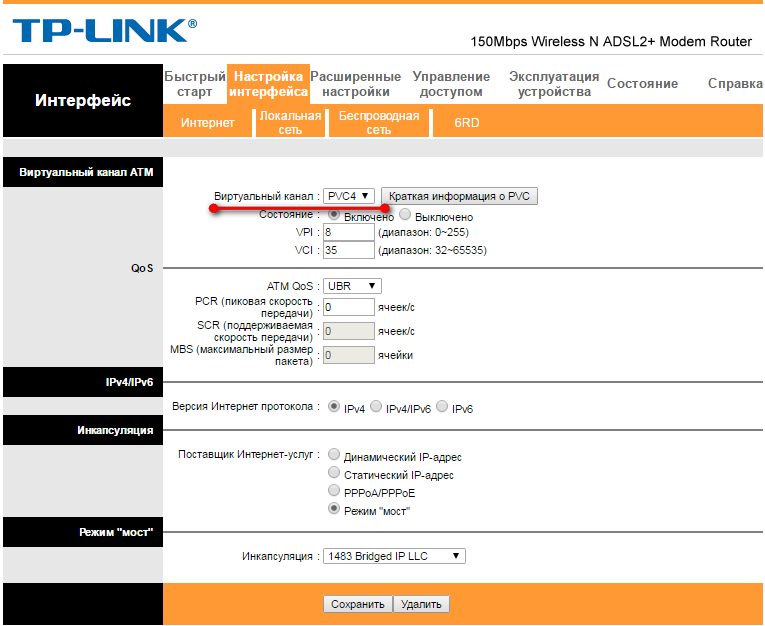 TP-LINK®
150Mbps Wireless N ADSL2+ Modem Router
Интерфейс
Быстрый старт
Настройка интерфейса
Расширенные настройки
Управление доступом
Эксплуатация устройства
Состояние
Справка
Интернет
Локальная сеть
Беспроводная сеть
6RD
Виртуальный канал ATM
Виртуальный канал : PVC4 ▼ Краткая информация о PVC
Состояние : Включено Выключено
VPI : 8 (диапазон: 0~255)
VCI : 35 (диапазон: 32~65535)
QoS
ATM QoS : UBR ▼
PCR (пиковая скорость передачи) : 0 ячеек/с
SCR (поддерживаемая скорость передачи) : 0 ячеек/с
MBS (максимальный размер пакета) : 0 ячейки
IPv4/IPv6
Версия Интернет протокола : IPv4 IPv4/IPv6 IPv6
Инкапсуляция
Поставщик Интернет-услуг : Динамический IP-адрес
Статический IP-адрес
PPPoA/PPPoE
Режим "мост"
Режим "мост"
Инкапсуляция : 1483 Bridged IP LLC ▼
Сохранить Удалить